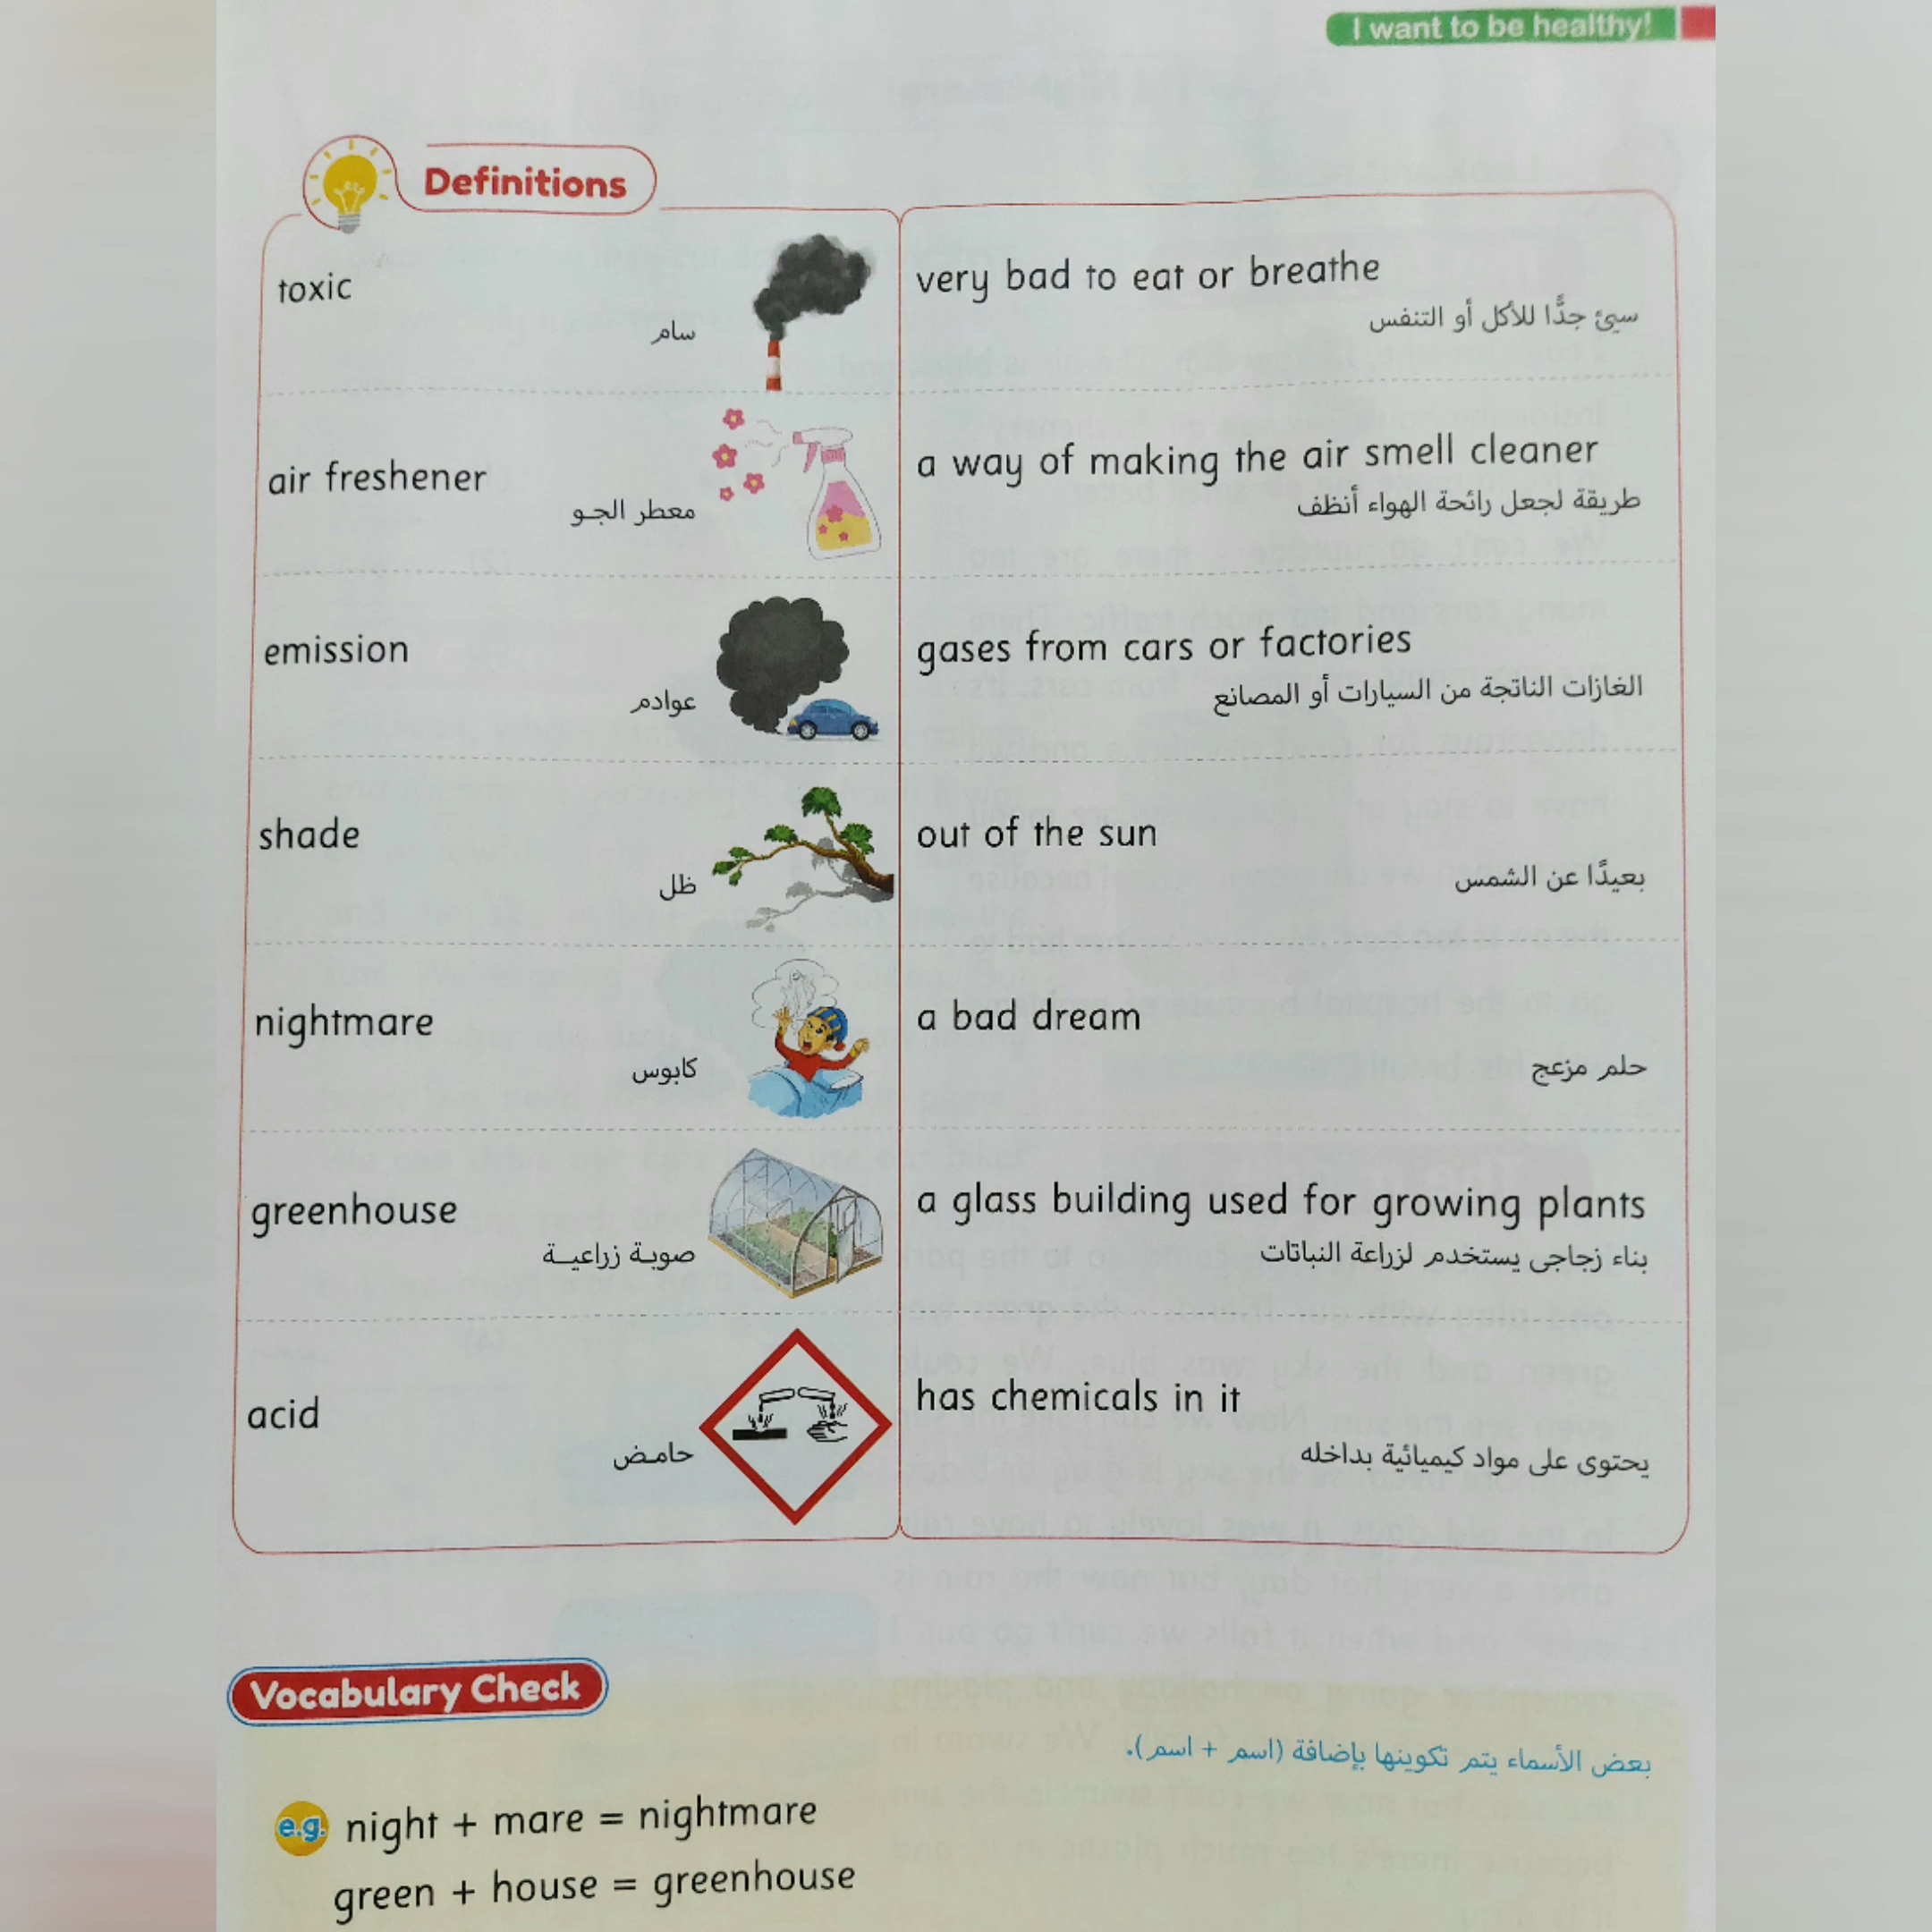 I want to be healthy!
Definitions
toxic
سام
very bad to eat or breathe
سيئ جدًّا للأكل أو التنفس
air freshener
معطر الجـو
a way of making the air smell cleaner
طريقة لجعل رائحة الهواء أنظف
emission
عوادم
gases from cars or factories
الغازات الناتجة من السيارات أو المصانع
shade
ظل
out of the sun
بعيدًا عن الشمس
nightmare
كابوس
a bad dream
حلم مزعج
greenhouse
صوبـة زراعيــة
a glass building used for growing plants
بناء زجاجى يستخدم لزراعة النباتات
acid
حامـض
has chemicals in it
يحتوى على مواد كيميائية بداخله
Vocabulary Check
بعض الأسماء يتم تكوينها بإضافة (اسم + اسم).
e.g. night + mare = nightmare
green + house = greenhouse